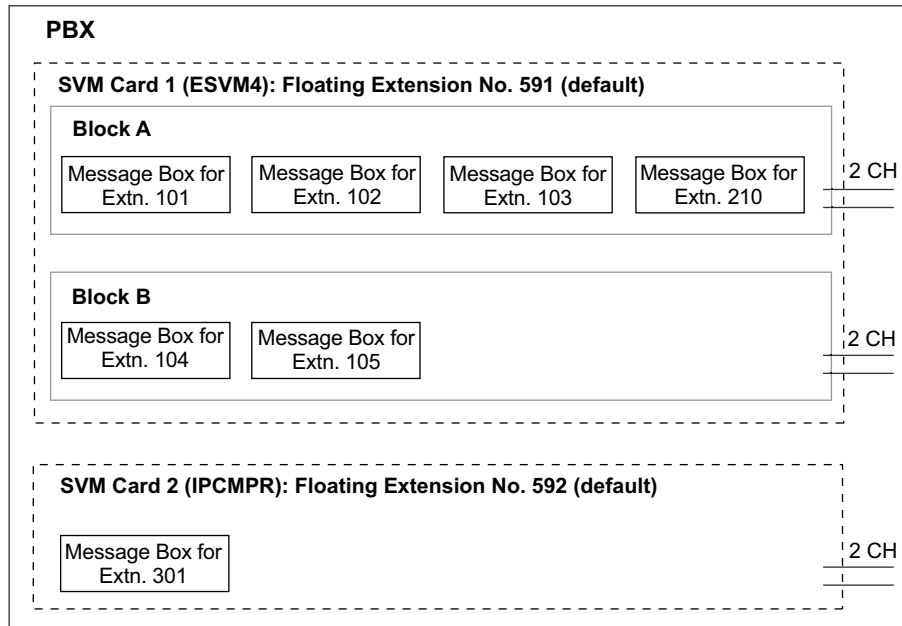 PBX
SVM Card 1 (ESVM4): Floating Extension No. 591 (default)
Block A
Message Box for
Extn. 101
Message Box for
Extn. 102
Message Box for
Extn. 103
Message Box for
Extn. 210
2 CH
Block B
Message Box for
Extn. 104
Message Box for
Extn. 105
2 CH
SVM Card 2 (IPCMPR): Floating Extension No. 592 (default)
Message Box for
Extn. 301
2 CH